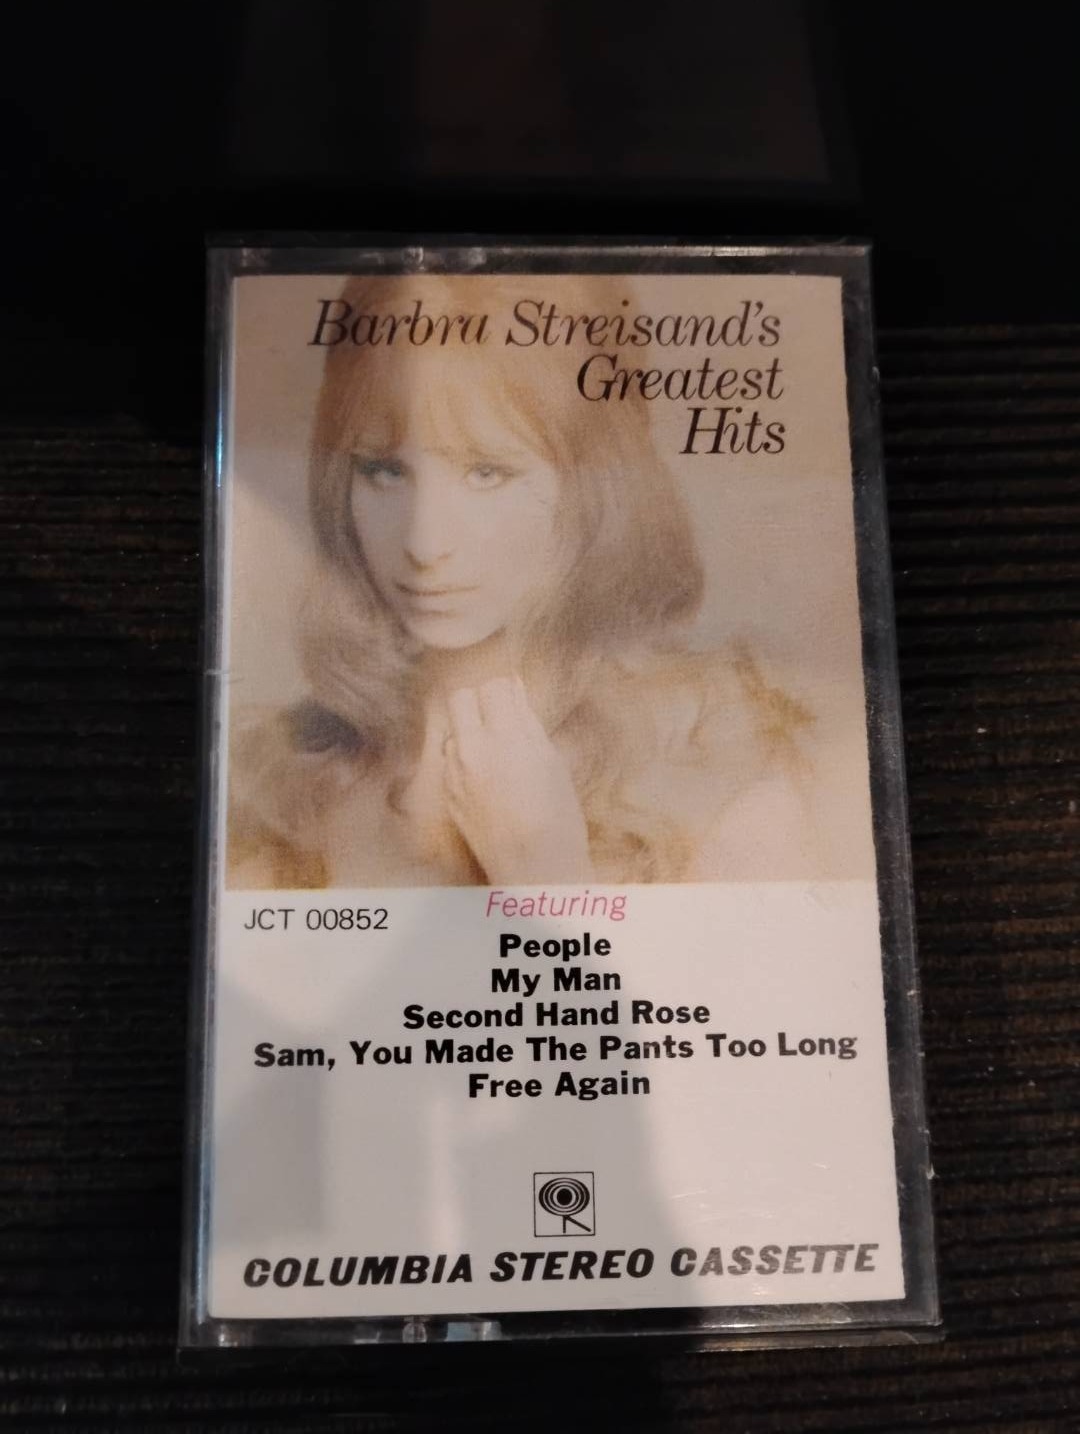 Barbra Streisand's
Greatest
Hits
JCT 00852
Featuring
People
My Man
Second Hand Rose
Sam, You Made The Pants Too Long
Free Again
COLUMBIA STEREO CASSETTE